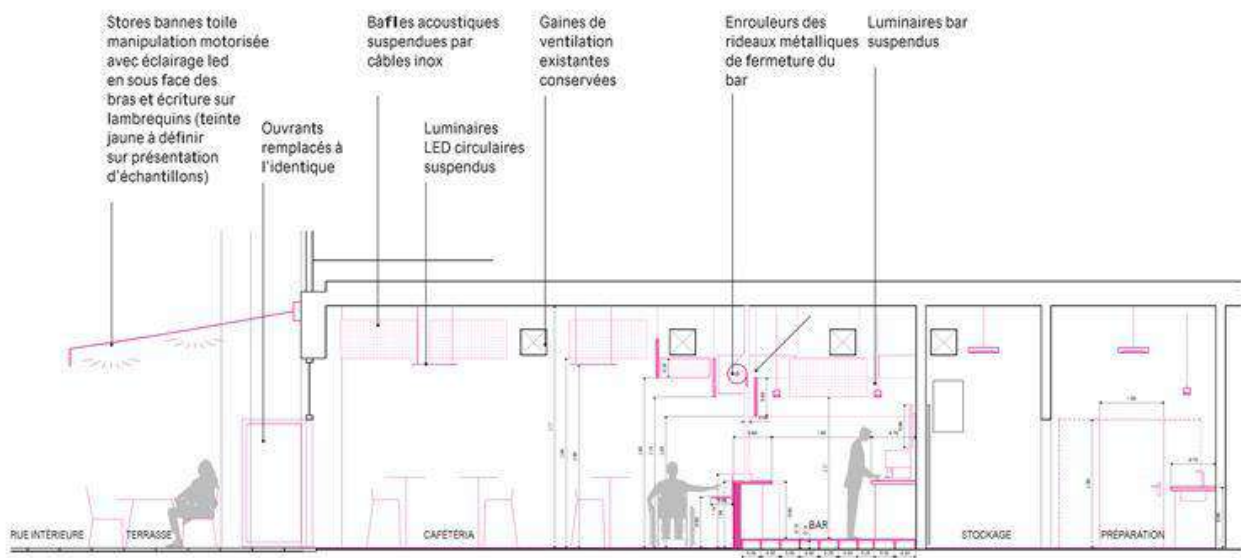 Stores bannes toile
manipulation motorisée
avec éclairage led
en sous face des
bras et écriture sur
lambrequins (teinte
jaune à définir
sur présentation
d'échantillons)
Ouvrants
remplacés à
l'identique
Bafles acoustiques
suspendues par
câbles inox
Luminaires
LED circulaires
suspendus
Gaines de
ventilation
existantes
conservées
Enrouleurs des
rideaux métalliques
de fermeture du
bar
Luminaires bar
suspendus
RUE INTÉRIEURE
TERRASSE
CAFÉTÉRIA
BAR
STOCKAGE
PRÉPARATION